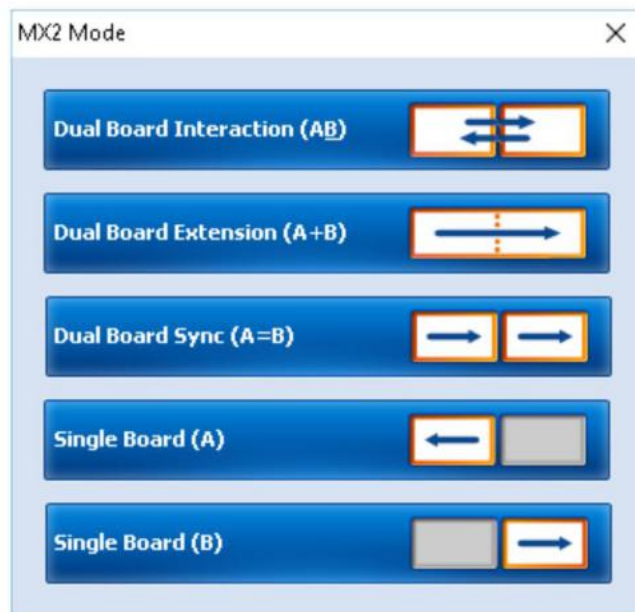 MX2 Mode
Dual Board Interaction (AB)
Dual Board Extension (A+B)
Dual Board Sync (A=B)
Single Board (A)
Single Board (B)